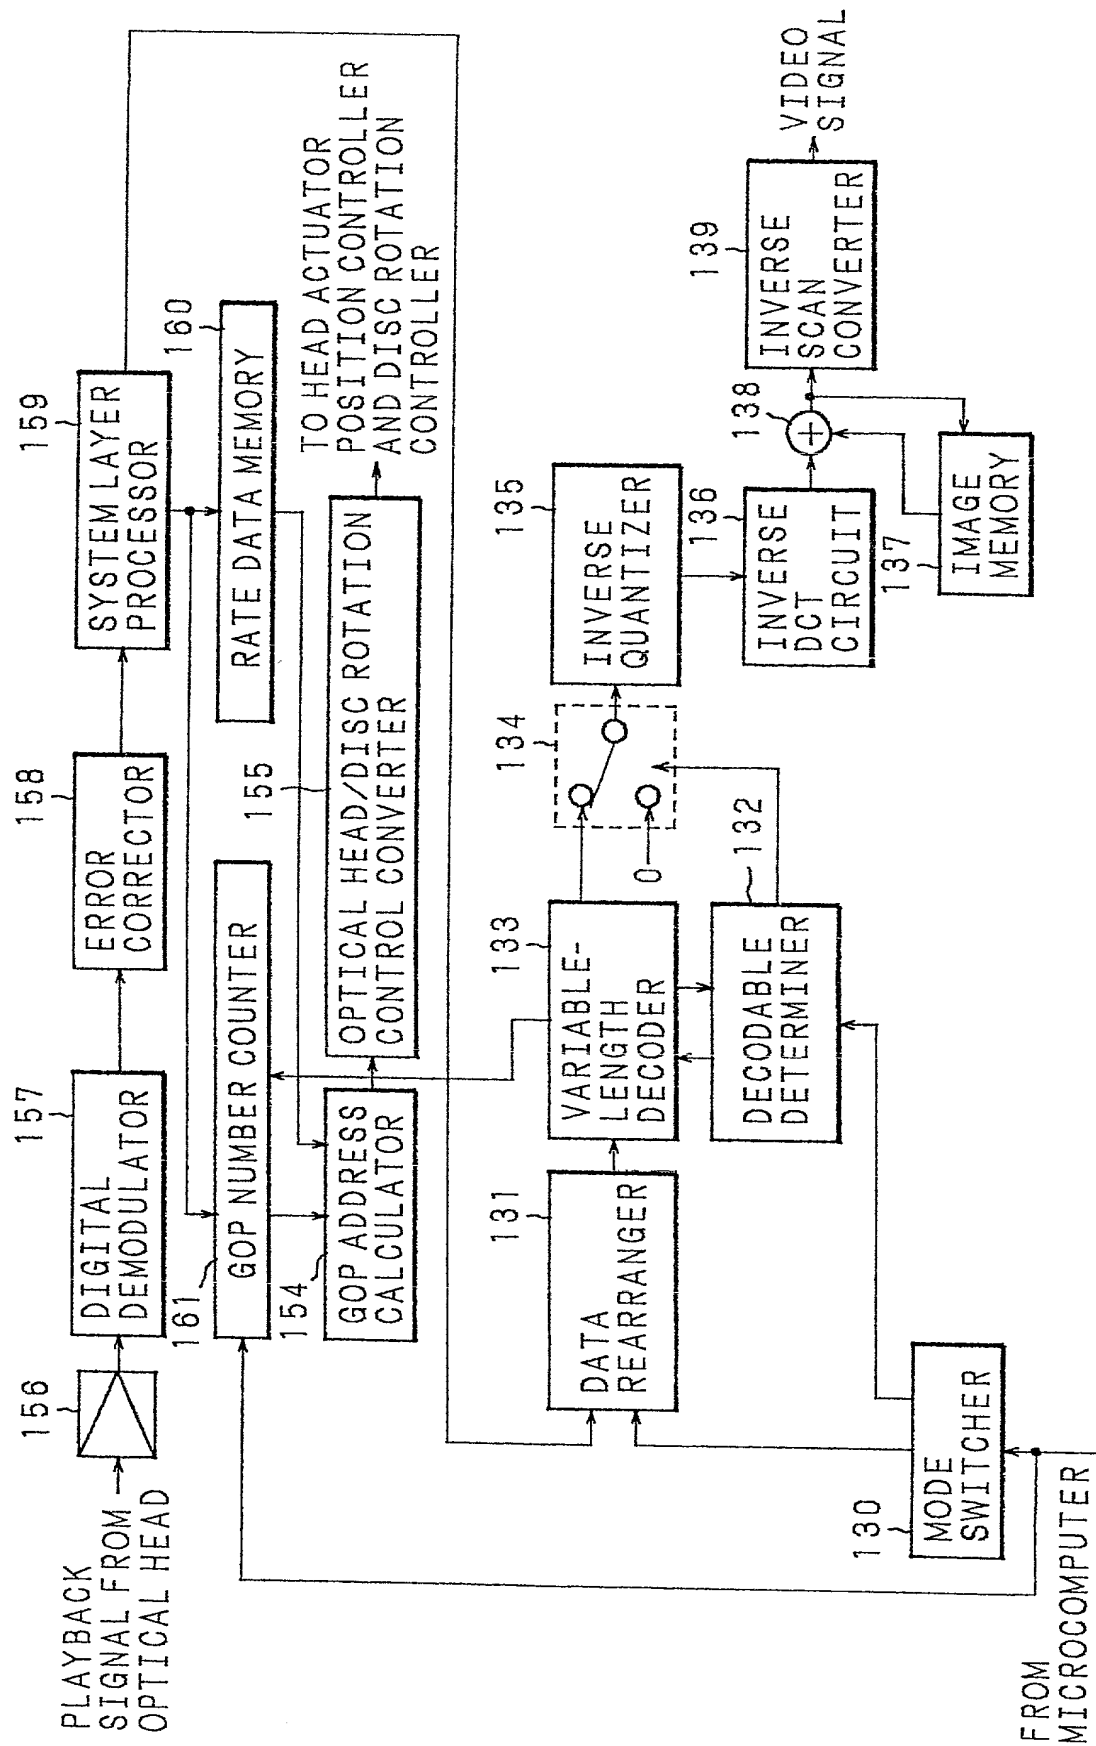 PLAYBACK
SIGNAL FROM
OPTICAL HEAD
156
157
DIGITAL
DEMODULATOR
158
ERROR
CORRECTOR
159
SYSTEM LAYER
PROCESSOR
161
GOP NUMBER COUNTER
160
RATE DATA MEMORY
154
GOP ADDRESS
CALCULATOR
155
OPTICAL HEAD/DISC ROTATION
CONTROL CONVERTER
TO HEAD ACTUATOR
POSITION CONTROLLER
AND DISC ROTATION
CONTROLLER
131
DATA
REARRANGER
133
VARIABLE-
LENGTH
DECODER
134
0
135
INVERSE
QUANTIZER
132
DECODABLE
DETERMINER
136
INVERSE
DCT
CIRCUIT
138
+
139
INVERSE
SCAN
CONVERTER
VIDEO
SIGNAL
137
IMAGE
MEMORY
130
MODE
SWITCHER
FROM
MICROCOMPUTER